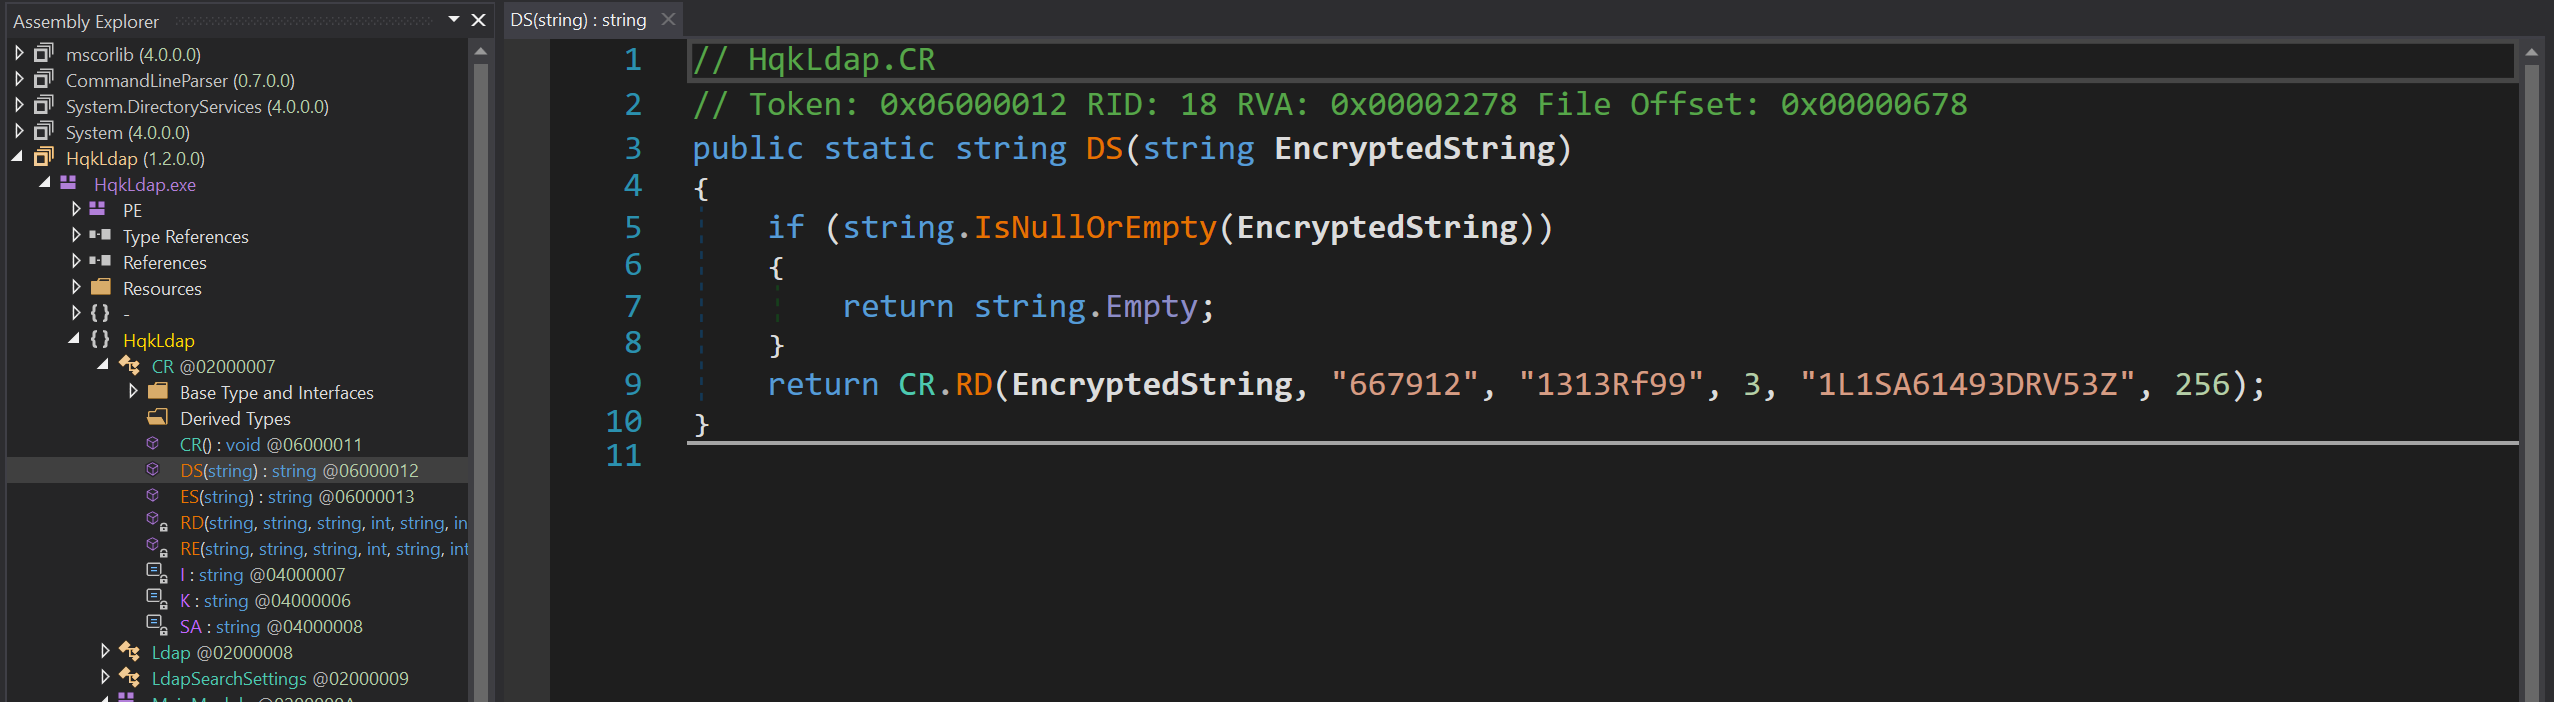 Assembly Explorer
mscorlib (4.0.0.0)
CommandLineParser (0.7.0.0)
System.DirectoryServices (4.0.0.0)
System (4.0.0.0)
HqkLdap (1.2.0.0)
HqkLdap.exe
PE
Type References
References
Resources
{ } -
{ } HqkLdap
CR @02000007
Base Type and Interfaces
Derived Types
CR() : void @06000011
DS(string) : string @06000012
ES(string) : string @06000013
RD(string, string, string, int, string, in
RE(string, string, string, int, string, int
I : string @04000007
K : string @04000006
SA : string @04000008
Ldap @02000008
LdapSearchSettings @02000009
DS(string) : string
1 // HqkLdap.CR
2 // Token: 0x06000012 RID: 18 RVA: 0x00002278 File Offset: 0x00000678
3 public static string DS(string EncryptedString)
4 {
5 if (string.IsNullOrEmpty(EncryptedString))
6 {
7 return string.Empty;
8 }
9 return CR.RD(EncryptedString, "667912", "1313Rf99", 3, "1L1SA61493DRV53Z", 256);
10 }
11